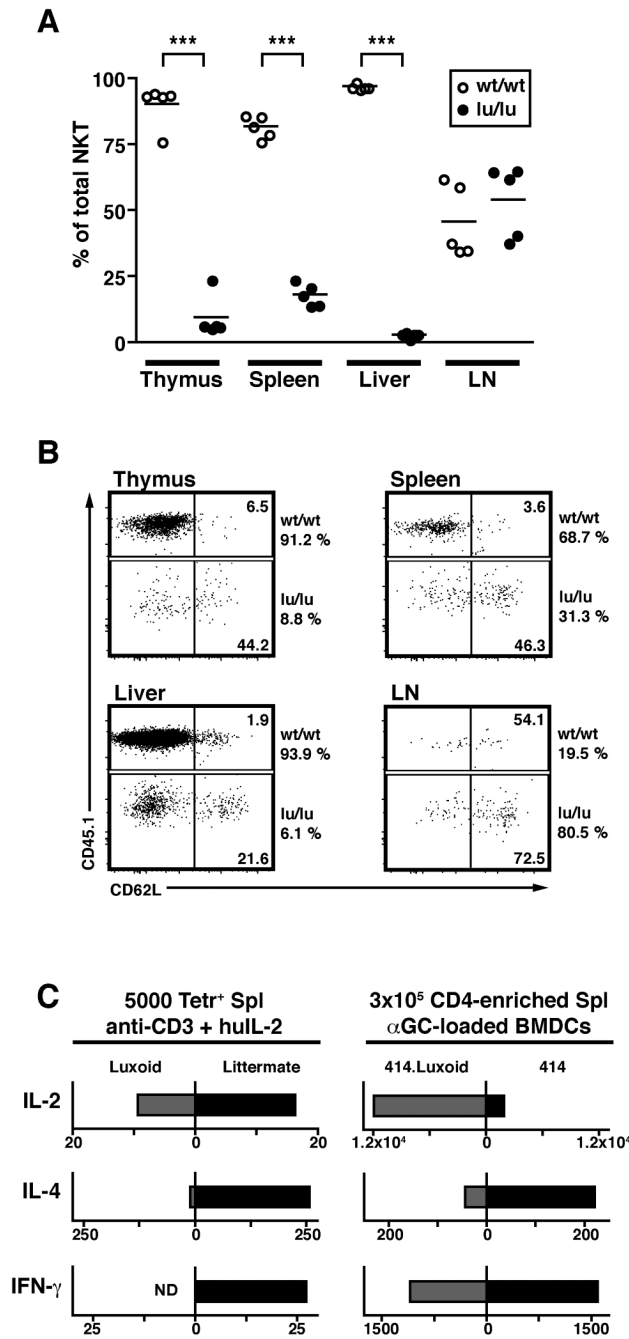 A
*** *** ***
100
75
50
25
0
% of total NKT
wt/wt
lu/lu
Thymus Spleen Liver LN
B
Thymus Spleen
6.5 wt/wt 91.2 %
lu/lu 8.8 %
44.2
3.6 wt/wt 68.7 %
lu/lu 31.3 %
46.3
Liver LN
1.9 wt/wt 93.9 %
lu/lu 6.1 %
21.6
54.1 wt/wt 19.5 %
lu/lu 80.5 %
72.5
CD45.1
CD62L
C
5000 Tetr⁺ Spl
anti-CD3 + huIL-2
3x10⁵ CD4-enriched Spl
αGC-loaded BMDCs
Luxoid Littermate 414.Luxoid 414
IL-2
20 0 20 1.2x10⁴ 0 1.2x10⁴
IL-4
250 0 250 200 0 200
IFN-γ ND
25 0 25 1500 0 1500